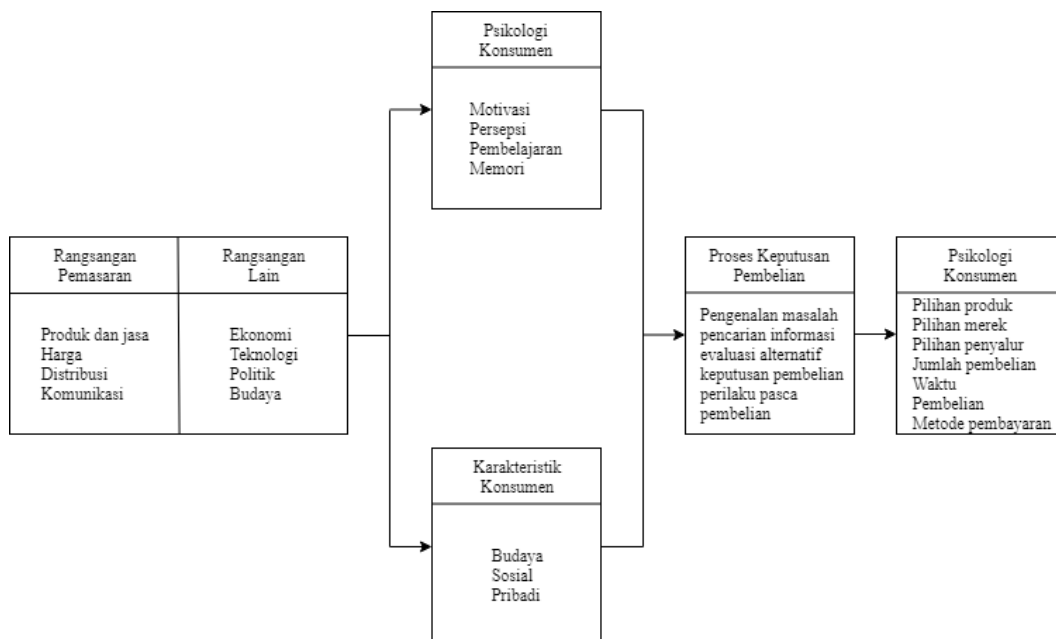 Psikologi
Konsumen
Motivasi
Persepsi
Pembelajaran
Memori
Rangsangan
Pemasaran
Produk dan jasa
Harga
Distribusi
Komunikasi
Rangsangan
Lain
Ekonomi
Teknologi
Politik
Budaya
Karakteristik
Konsumen
Budaya
Sosial
Pribadi
Proses Keputusan
Pembelian
Pengenalan masalah
pencarian informasi
evaluasi alternatif
keputusan pembelian
perilaku pasca
pembelian
Psikologi
Konsumen
Pilihan produk
Pilihan merek
Pilihan penyalur
Jumlah pembelian
Waktu
Pembelian
Metode pembayaran